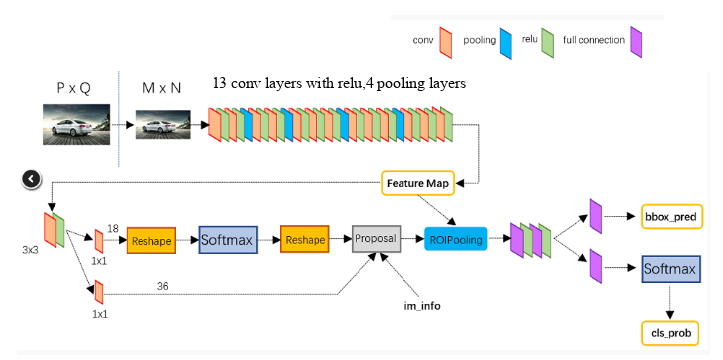 conv pooling relu full connection
P x Q M x N 13 conv layers with relu,4 pooling layers
Feature Map
3x3 18 Reshape Softmax Reshape Proposal ROIPooling bbox_pred
1x1
36
1x1
im_info
Softmax
cls_prob